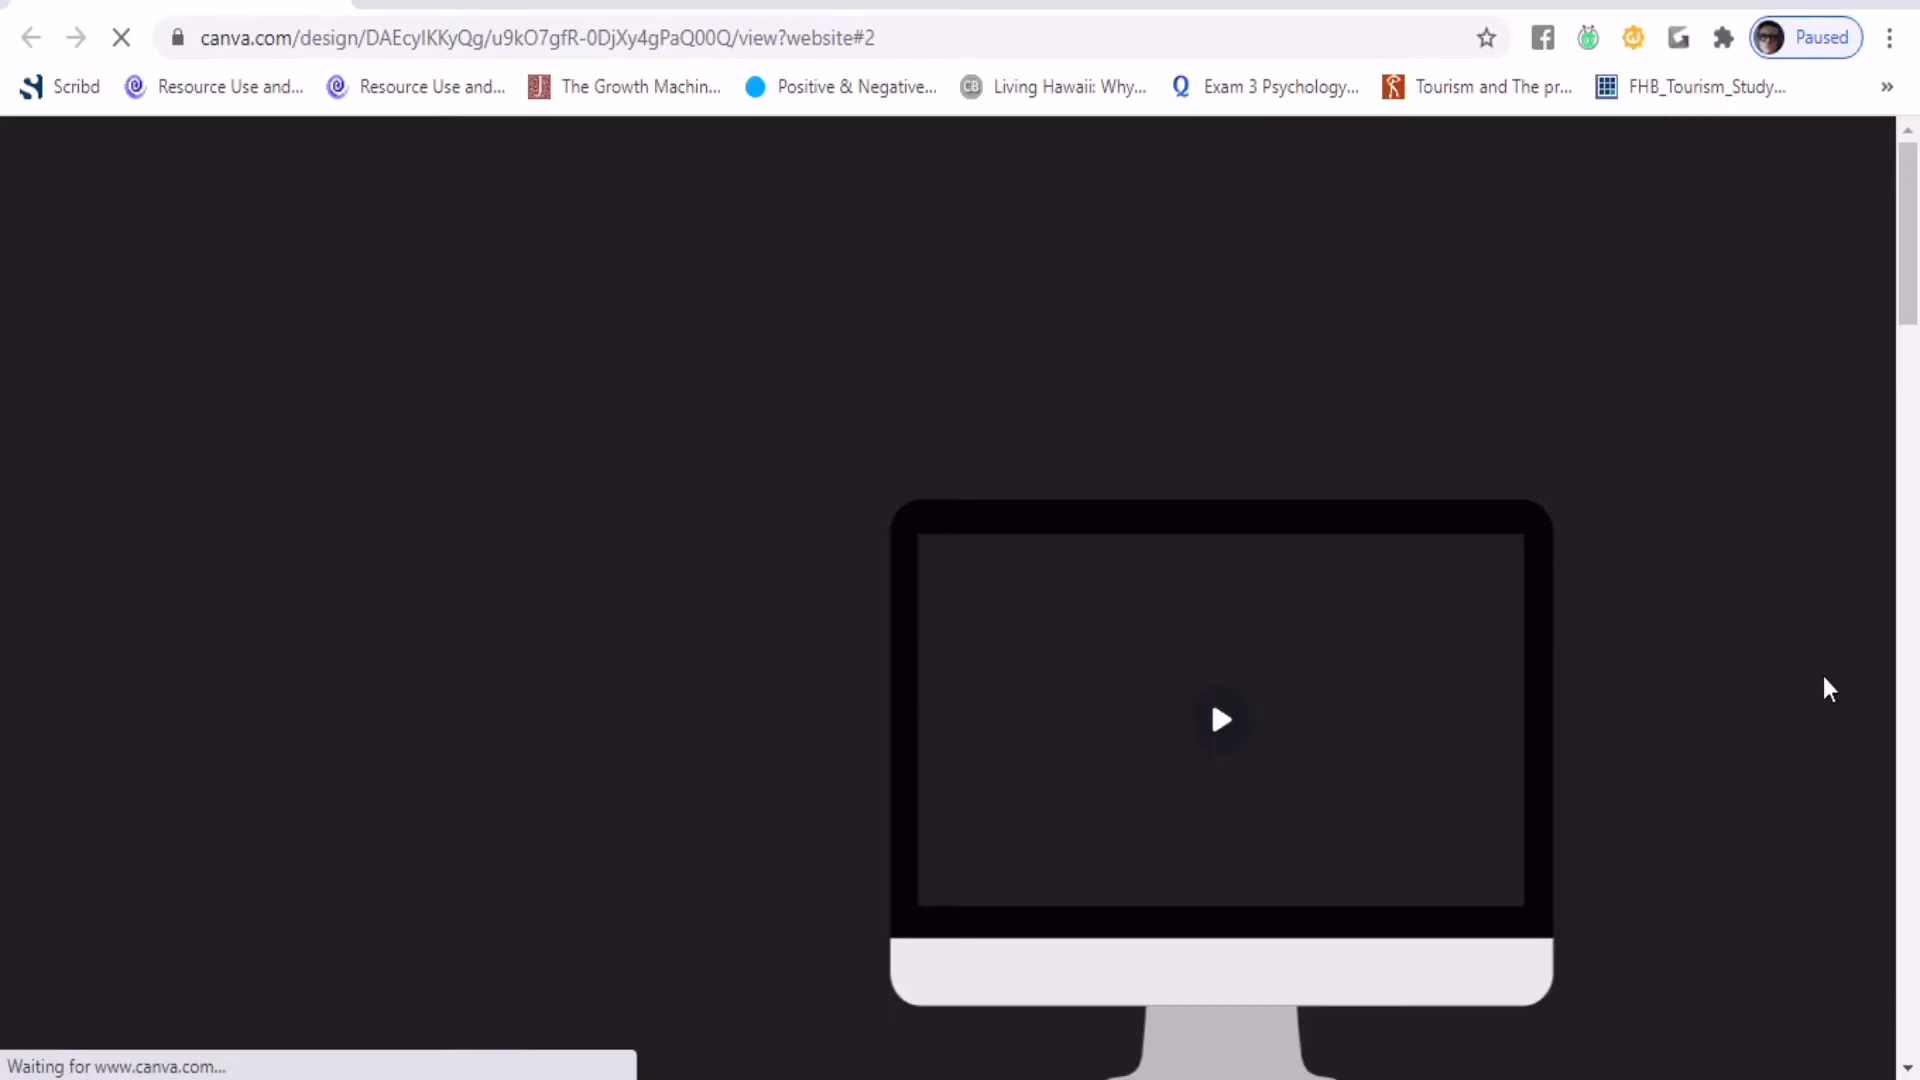 canva.com/design/DAEcylKKyQg/u9kO7gfR-0DjXy4gPaQ00Q/view?website#2
Paused
Scribd
Resource Use and...
Resource Use and...
The Growth Machin...
Positive & Negative...
CB
Living Hawaii: Why...
Exam 3 Psychology...
Tourism and The pr...
FHB_Tourism_Study...
Waiting for www.canva.com...